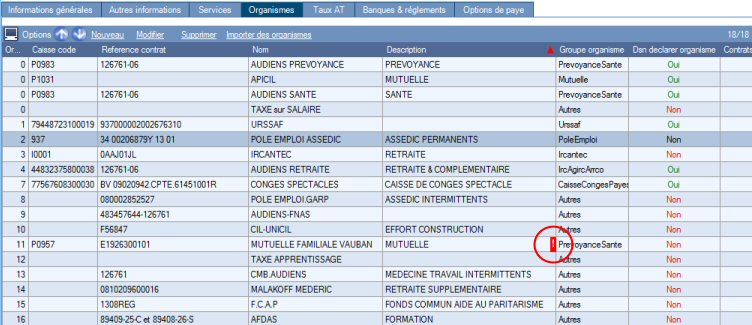 Informations générales Autres informations Services Organismes Taux AT Banques & réglements Options de paye
Options Nouveau Modifier Supprimer Importer des organismes 18/18
Or... Caisse code Reference contrat Nom Description Groupe organisme Dsn declarer organisme Contrats
0 P0983 126761-06 AUDIENS PREVOYANCE PREVOYANCE PrevoyanceSante Oui
0 P1031 APICIL MUTUELLE Mutuelle Oui
0 P0983 126761-06 AUDIENS SANTE SANTE PrevoyanceSante Oui
0 TAXE sur SALAIRE Autres Non
1 79448723100019 937000002002676310 URSSAF Urssaf Oui
2 937 34 00206879Y 13 01 POLE EMPLOI ASSEDIC ASSEDIC PERMANENTS PoleEmploi Non
3 I0001 0AAJ01JL IRCANTEC RETRAITE Ircantec Non
4 44832375800038 126761-06 AUDIENS RETRAITE RETRAITE & COMPLEMENTAIRE IrcAgircArrco Oui
7 77567608300030 BV 09020942.CPTE.61451001R CONGES SPECTACLES CAISSE DE CONGES SPECTACLE CaisseCongesPayes Oui
8 080002852527 POLE EMPLOI.GARP ASSEDIC INTERMITTENTS Autres Non
9 483457644-126761 AUDIENS-FNAS Autres Non
10 F56847 CIL-UNICIL EFFORT CONSTRUCTION Autres Non
11 P0957 E1926300101 MUTUELLE FAMILIALE VAUBAN MUTUELLE ! PrevoyanceSante Non
12 TAXE APPRENTISSAGE Autres Non
13 126761 CMB.AUDIENS MEDECINE TRAVAIL INTERMITTENTS Autres Non
14 0810209600016 MALAKOFF MEDERIC RETRAITE SUPPLEMENTAIRE Autres Non
15 1308REG F.C.A.P FONDS COMMUN AIDE AU PARITARISME Autres Non
16 89409-25-C et 89408-26-S AFDAS FORMATION Autres Non